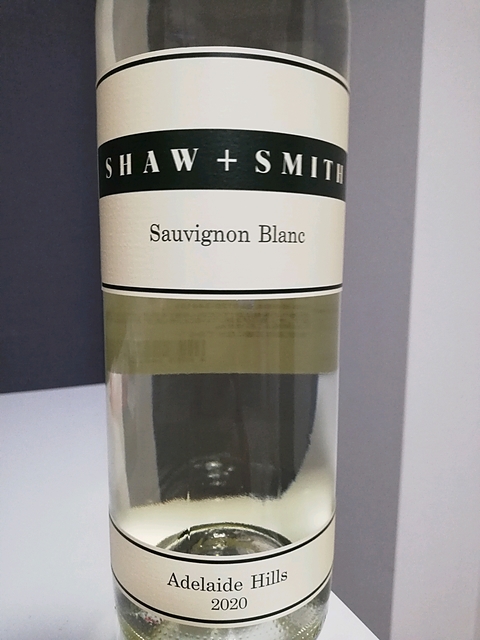 SHAW + SMITH
Sauvignon Blanc
Adelaide Hills
2020